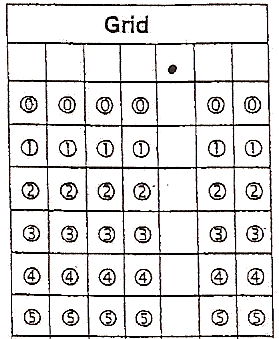 Grid
.
⓪ ⓪ ⓪ ⓪ ⓪ ⓪
① ① ① ① ① ①
② ② ② ② ② ②
③ ③ ③ ③ ③ ③
④ ④ ④ ④ ④ ④
⑤ ⑤ ⑤ ⑤ ⑤ ⑤